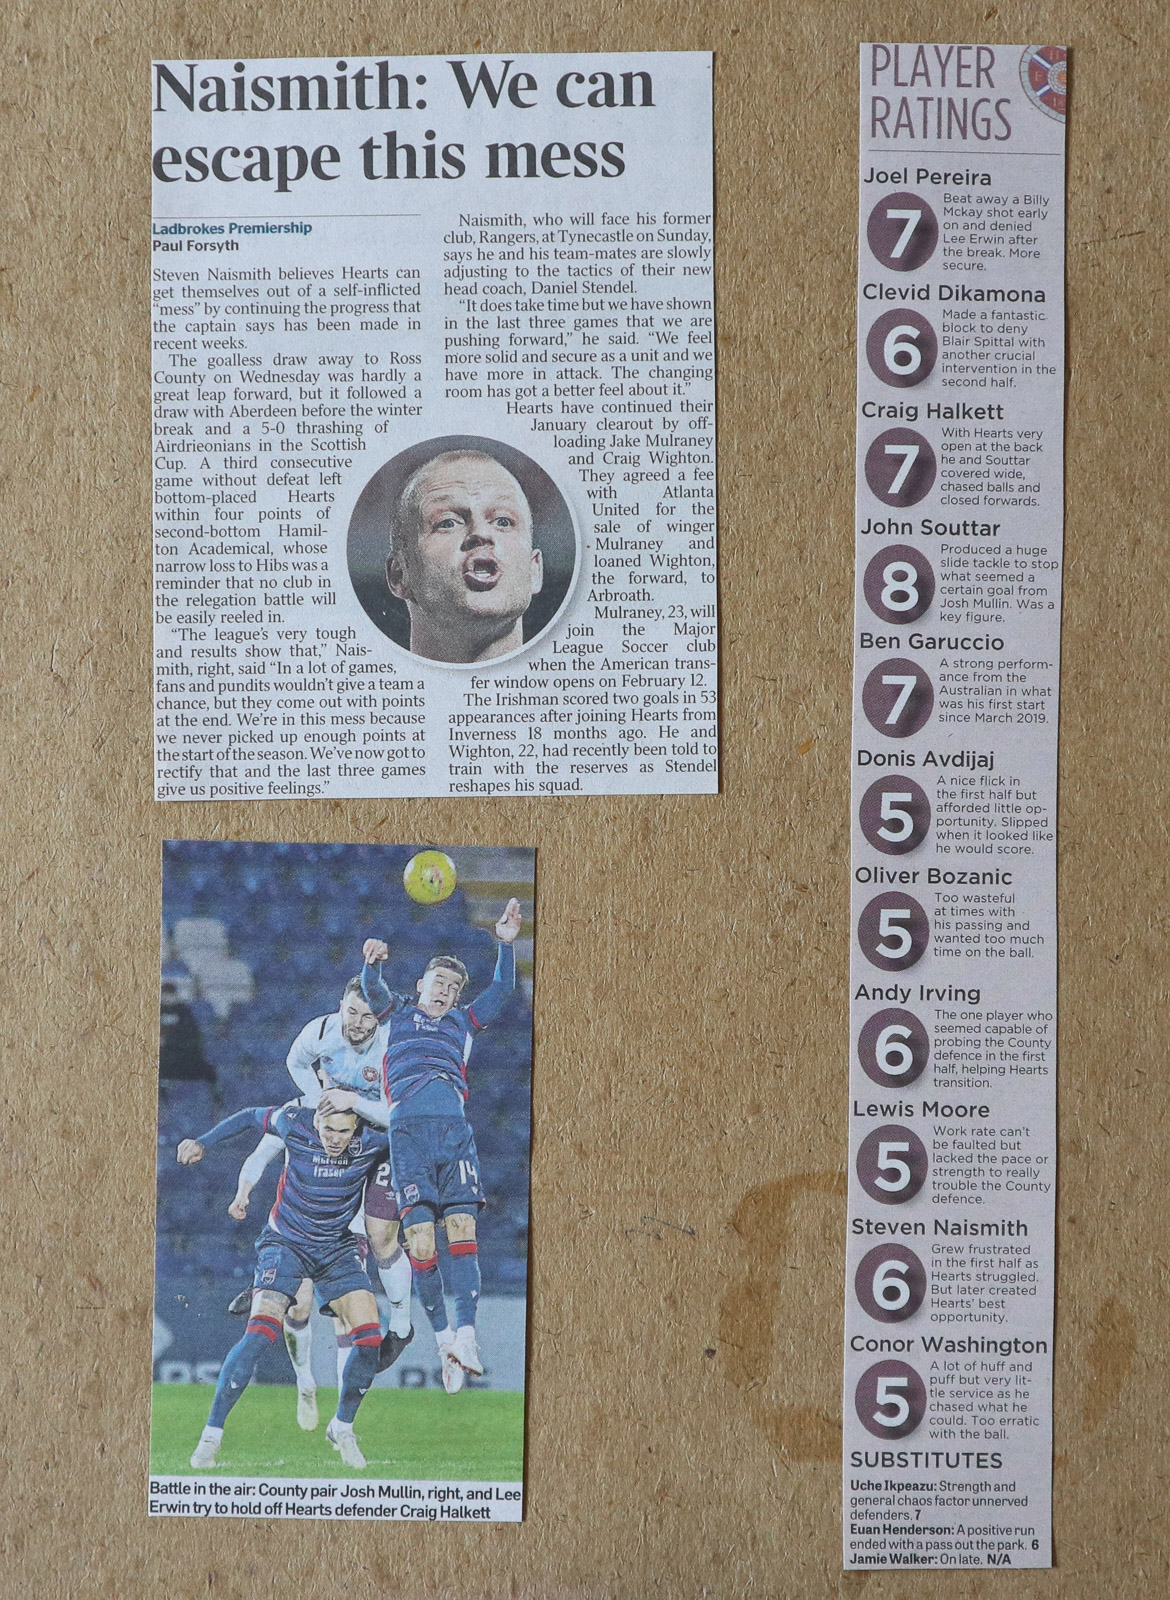 Naismith: We can
escape this mess
Ladbrokes Premiership
Paul Forsyth
Steven Naismith believes Hearts can
get themselves out of a self-inflicted
“mess” by continuing the progress that
the captain says has been made in
recent weeks.
The goalless draw away to Ross
County on Wednesday was hardly a
great leap forward, but it followed a
draw with Aberdeen before the winter
break and a 5-0 thrashing of
Airdrieonians in the Scottish
Cup. A third consecutive
game without defeat left
bottom-placed Hearts
within four points of
second-bottom Hamil-
ton Academical, whose
narrow loss to Hibs was a
reminder that no club in
the relegation battle will
be easily reeled in.
“The league’s very tough
and results show that,” Nais-
mith, right, said “In a lot of games,
fans and pundits wouldn’t give a team a
chance, but they come out with points
at the end. We’re in this mess because
we never picked up enough points at
the start of the season. We’ve now got to
rectify that and the last three games
give us positive feelings.”
Naismith, who will face his former
club, Rangers, at Tynecastle on Sunday,
says he and his team-mates are slowly
adjusting to the tactics of their new
head coach, Daniel Stendel.
“It does take time but we have shown
in the last three games that we are
pushing forward,” he said. “We feel
more solid and secure as a unit and we
have more in attack. The changing
room has got a better feel about it.”
Hearts have continued their
January clearout by off-
loading Jake Mulraney
and Craig Wighton.
They agreed a fee
with Atlanta
United for the
sale of winger
Mulraney and
loaned Wighton,
the forward, to
Arbroath.
Mulraney, 23, will
join the Major
League Soccer club
when the American trans-
fer window opens on February 12.
The Irishman scored two goals in 53
appearances after joining Hearts from
Inverness 18 months ago. He and
Wighton, 22, had recently been told to
train with the reserves as Stendel
reshapes his squad.
14
2
Battle in the air: County pair Josh Mullin, right, and Lee
Erwin try to hold off Hearts defender Craig Halkett
PLAYER
RATINGS
Joel Pereira
7
Beat away a Billy
Mckay shot early
on and denied
Lee Erwin after
the break. More
secure.
Clevid Dikamona
6
Made a fantastic
block to deny
Blair Spittal with
another crucial
intervention in the
second half.
Craig Halkett
7
With Hearts very
open at the back
he and Souttar
covered wide,
chased balls and
closed forwards.
John Souttar
8
Produced a huge
slide tackle to stop
what seemed a
certain goal from
Josh Mullin. Was a
key figure.
Ben Garuccio
7
A strong perform-
ance from the
Australian in what
was his first start
since March 2019.
Donis Avdijaj
5
A nice flick in
the first half but
afforded little op-
portunity. Slipped
when it looked like
he would score.
Oliver Bozanic
5
Too wasteful
at times with
his passing and
wanted too much
time on the ball.
Andy Irving
6
The one player who
seemed capable of
probing the County
defence in the first
half, helping Hearts
transition.
Lewis Moore
5
Work rate can’t
be faulted but
lacked the pace or
strength to really
trouble the County
defence.
Steven Naismith
6
Grew frustrated
in the first half as
Hearts struggled.
But later created
Hearts’ best
opportunity.
Conor Washington
5
A lot of huff and
puff but very lit-
tle service as he
chased what he
could. Too erratic
with the ball.
SUBSTITUTES
Uche Ikpeazu: Strength and
general chaos factor unnerved
defenders. 7
Euan Henderson: A positive run
ended with a pass out the park. 6
Jamie Walker: On late. N/A